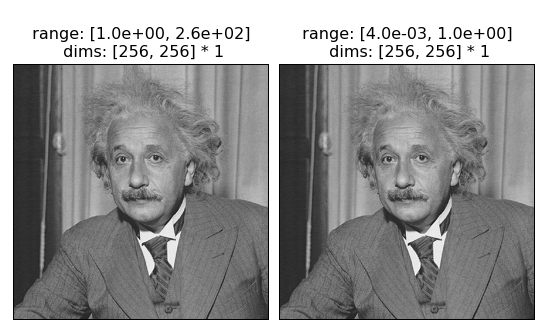 range: [1.0e+00, 2.6e+02]
dims: [256, 256] * 1
range: [4.0e-03, 1.0e+00]
dims: [256, 256] * 1